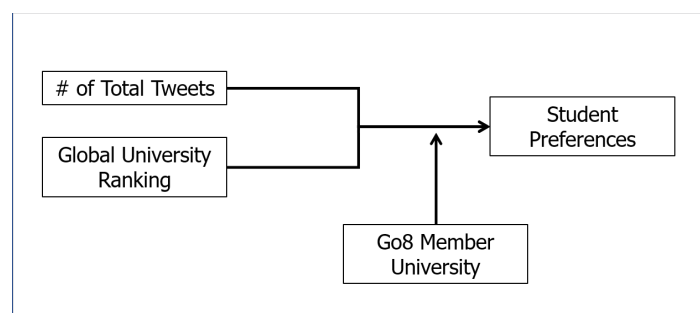 # of Total Tweets
Global University
Ranking
Student
Preferences
Go8 Member
University